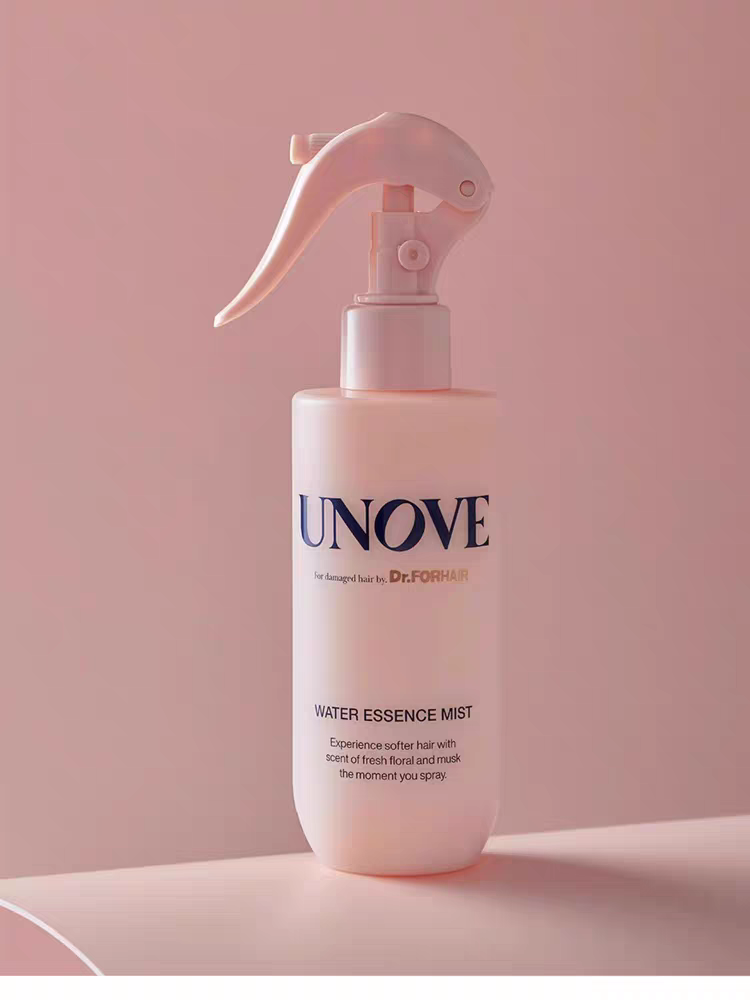 UNOVE
For damaged hair by. Dr.FORHAIR
WATER ESSENCE MIST
Experience softer hair with
scent of fresh floral and musk
the moment you spray.